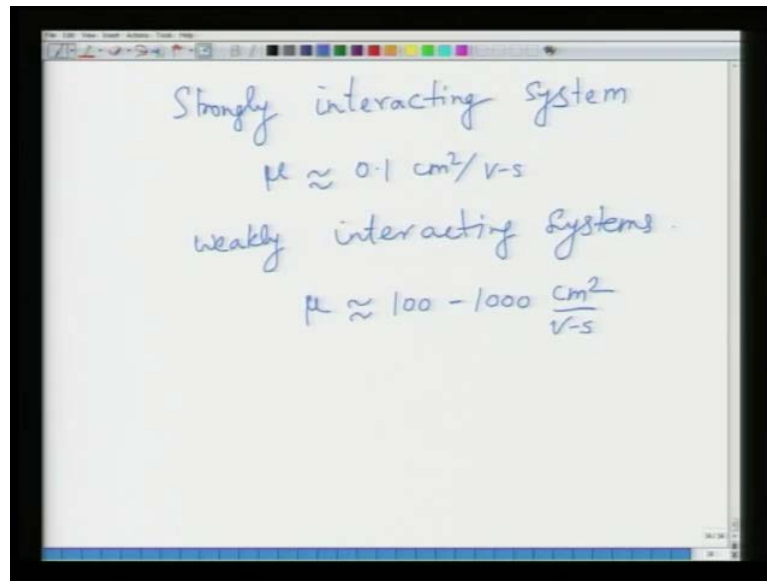 Strongly interacting System
μ ≈ 0.1 cm²/v-s
weakly interacting Systems.
μ ≈ 100 - 1000 cm²/v-s